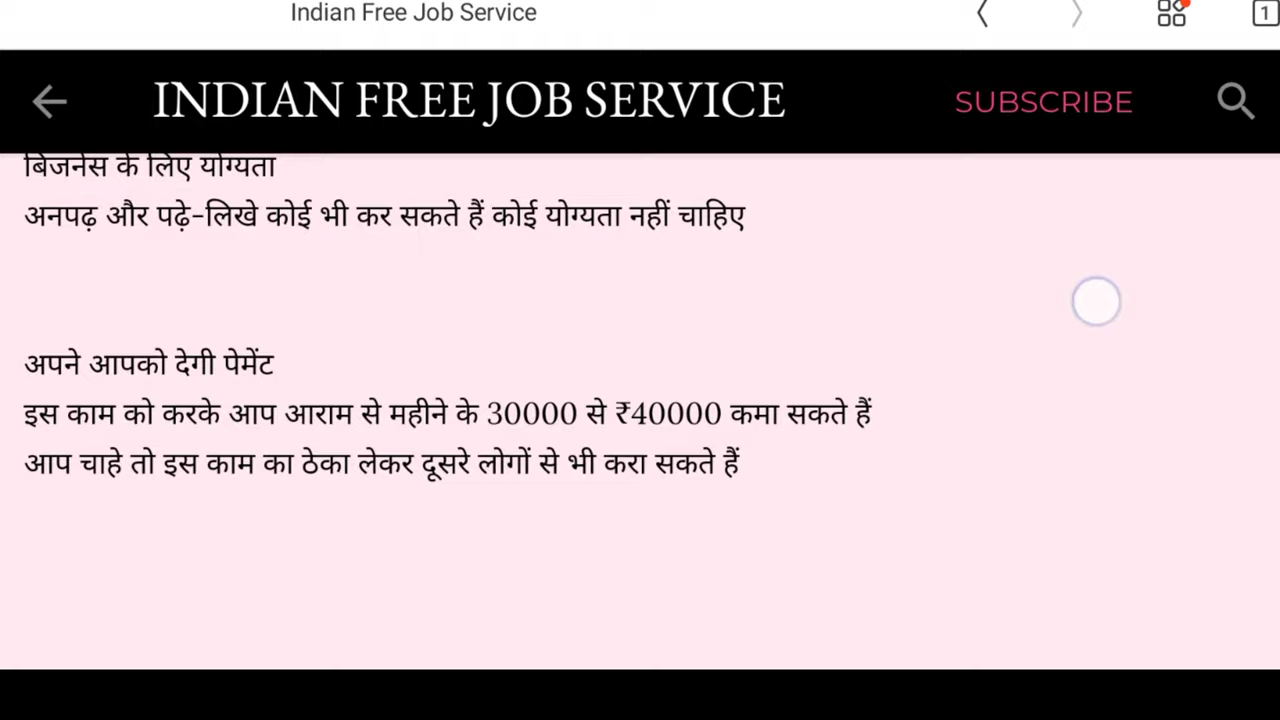 Indian Free Job Service
1
INDIAN FREE JOB SERVICE
SUBSCRIBE
बिजनेस के लिए योग्यता
अनपढ़ और पढ़े-लिखे कोई भी कर सकते हैं कोई योग्यता नहीं चाहिए
अपने आपको देगी पेमेंट
इस काम को करके आप आराम से महीने के 30000 से ₹40000 कमा सकते हैं
आप चाहे तो इस काम का ठेका लेकर दूसरे लोगों से भी करा सकते हैं